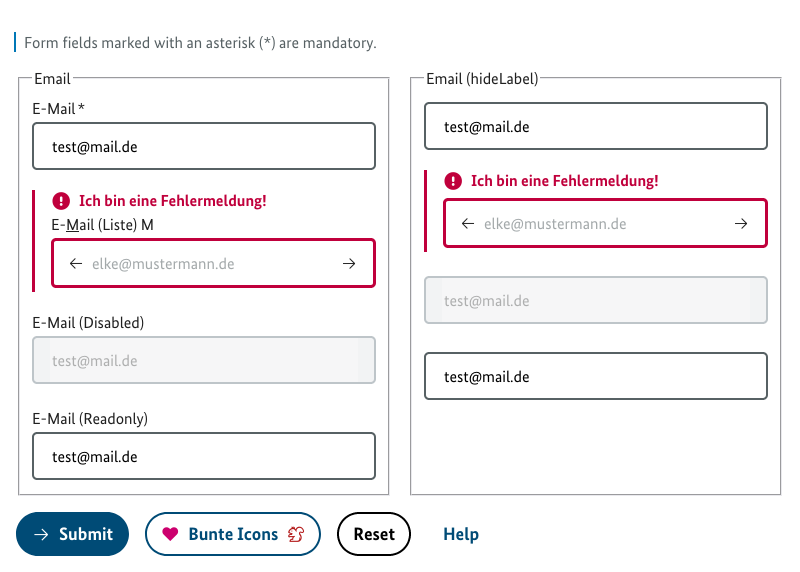 Form fields marked with an asterisk (*) are mandatory.
Email
E-Mail *
test@mail.de
Ich bin eine Fehlermeldung!
E-Mail (Liste) M
elke@mustermann.de
E-Mail (Disabled)
test@mail.de
E-Mail (Readonly)
test@mail.de
Email (hideLabel)
test@mail.de
Ich bin eine Fehlermeldung!
elke@mustermann.de
test@mail.de
test@mail.de
Submit
Bunte Icons
Reset
Help